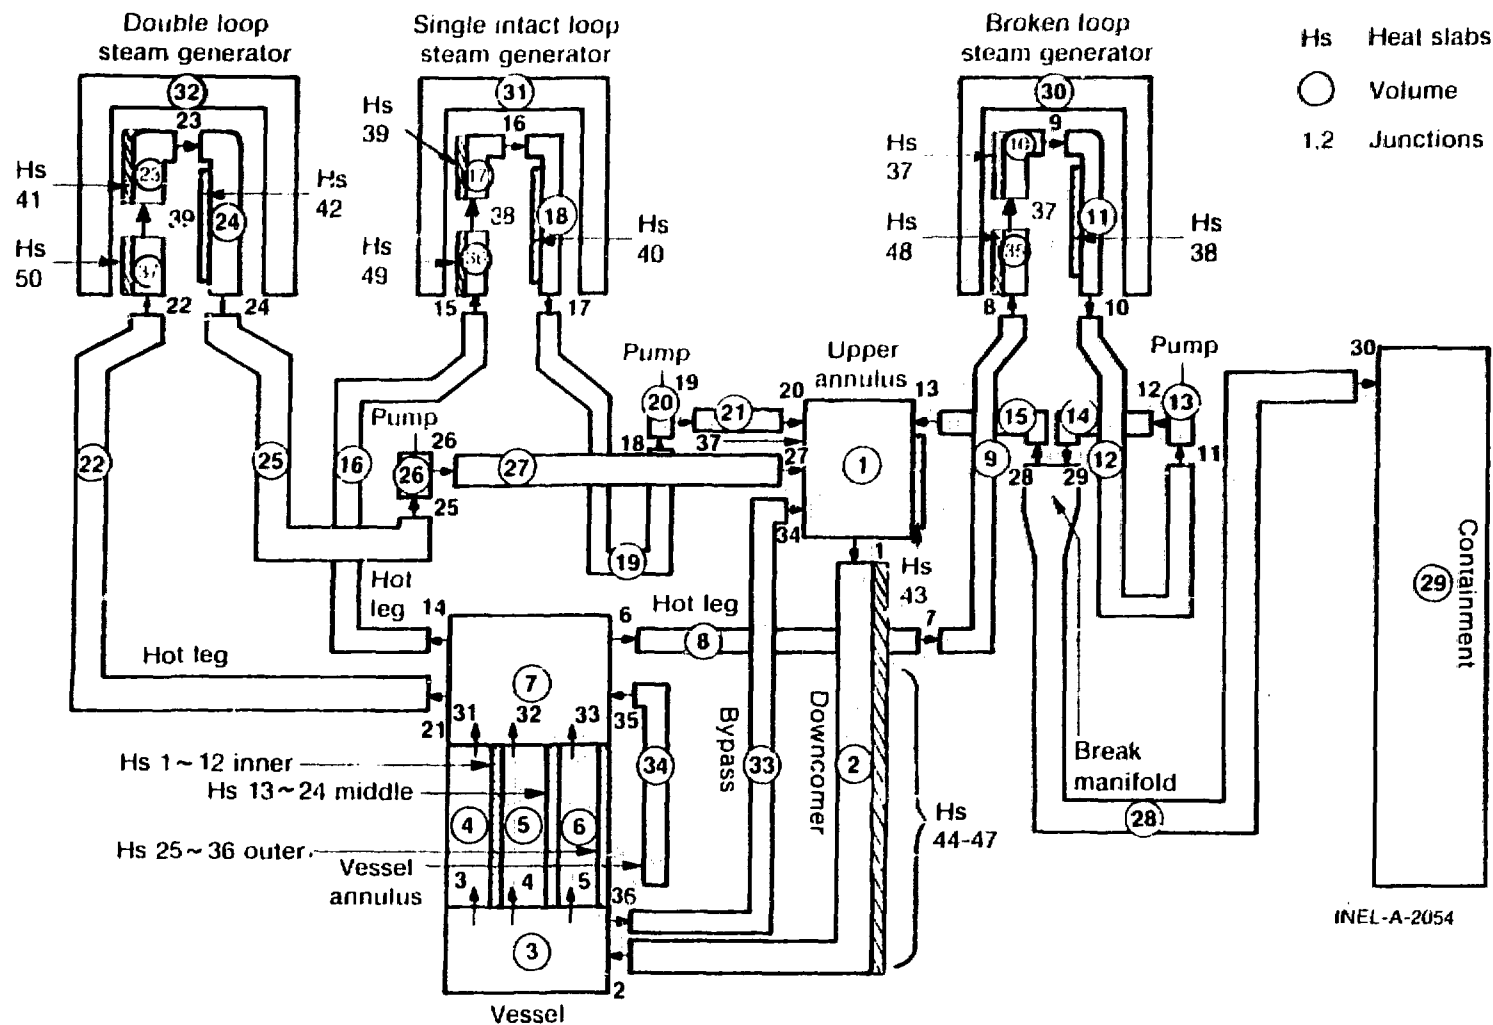 Double loop
steam generator
Single intact loop
steam generator
Broken loop
steam generator
Hs Heat slabs
Volume
1,2 Junctions
32
31
30
23
16
9
Hs
39
Hs
37
Hs
41
Hs
42
17
39
24
38
18
37
11
Hs
40
Hs
48
Hs
38
Hs
50
Hs
49
22
24
15
17
8
10
Pump
19
Upper
annulus
Pump
30
20
21
20
13
15
14
12
13
Pump
26
18
37
27
1
22
25
16
26
27
9
28
29
12
11
25
34
19
1
Hs
43
Containment
29
Hot
leg
14
6
Hot leg
7
8
Hot leg
7
21
31
32
33
35
Bypass
Downcomer
Hs 1~12 inner
34
33
2
Break
manifold
Hs 13~24 middle
4
5
6
Hs
44-47
28
Hs 25~36 outer
Vessel
annulus
3
4
5
36
3
2
Vessel
INEL-A-2054